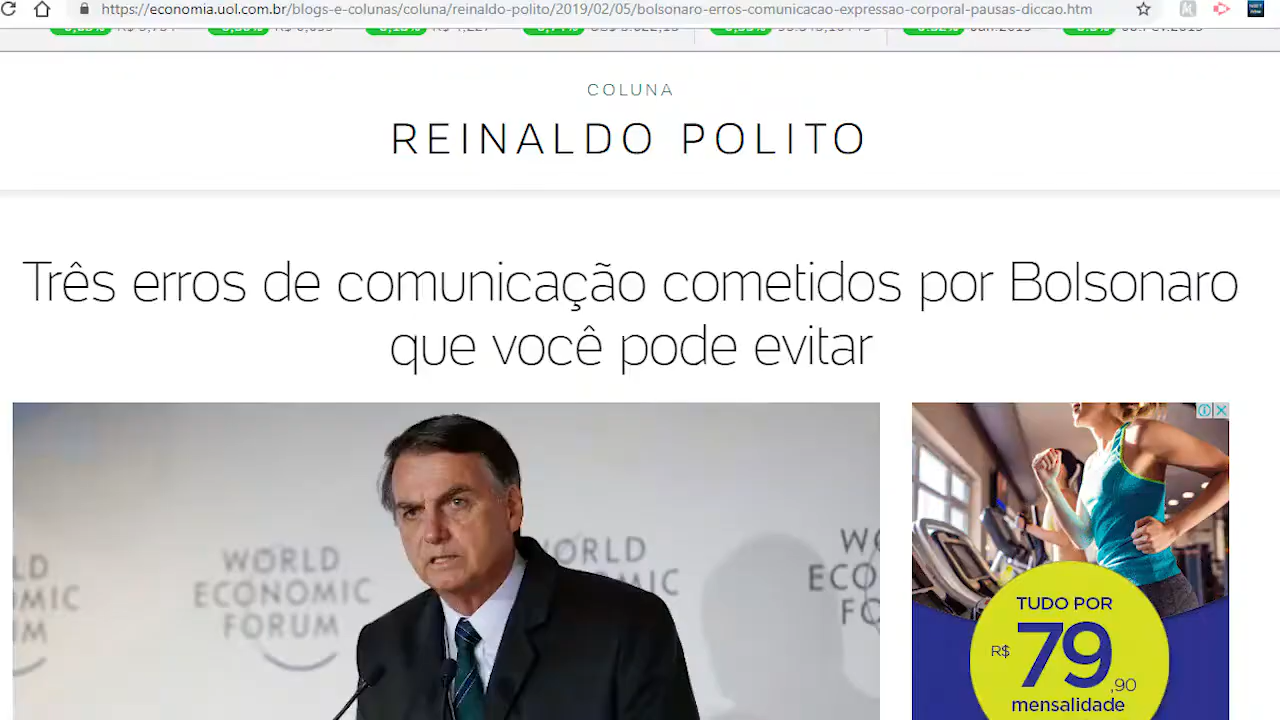 https://economia.uol.com.br/blogs-e-colunas/coluna/reinaldo-polito/2019/02/05/bolsonaro-erros-comunicacao-expressao-corporal-pausas-diccao.htm
COLUNA
REINALDO POLITO
Três erros de comunicação cometidos por Bolsonaro
que você pode evitar
WORLD
ECONOMIC
FORUM
TUDO POR
R$ 79,90
mensalidade